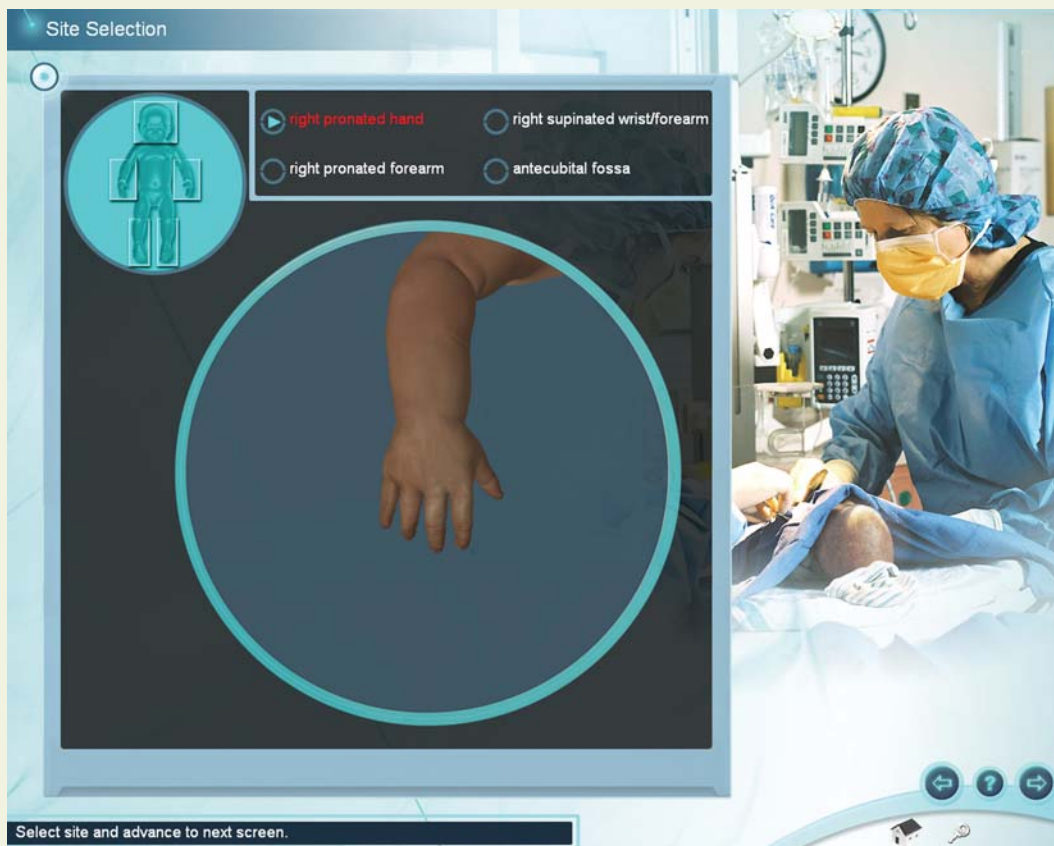 Site Selection
right pronated hand
right supinated wrist/forearm
right pronated forearm
antecubital fossa
?
Select site and advance to next screen.